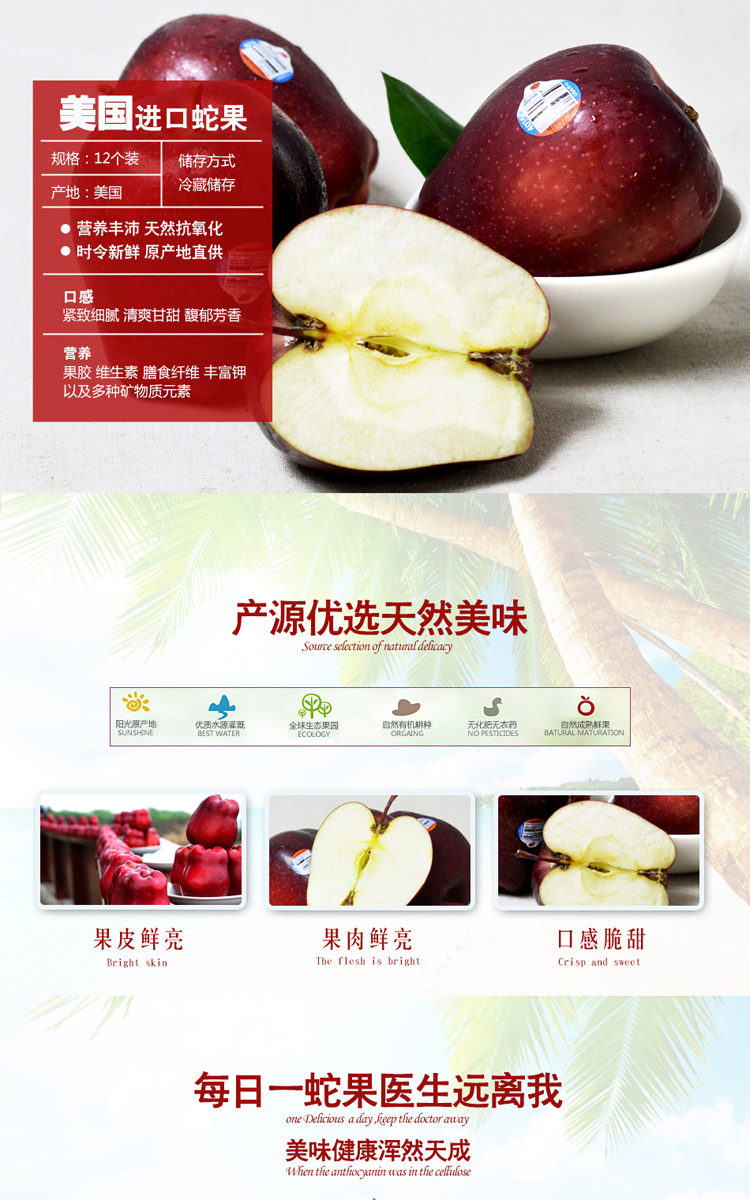 美国进口蛇果
规格：12个装
产地：美国
储存方式
冷藏储存
营养丰沛 天然抗氧化
时令新鲜 原产地直供
口感
紧致细腻 清爽甘甜 馥郁芳香
营养
果胶 维生素 膳食纤维 丰富钾
以及多种矿物质元素
产源优选天然美味
Source selection of natural delicacy
阳光原产地
SUNSHINE
优质水源灌溉
BEST WATER
全球生态果园
ECOLOGY
自然有机耕种
ORGAING
无化肥无农药
NO PESTICIDES
自然成熟鲜果
BATURAL MATURATION
果皮鲜亮
Bright skin
果肉鲜亮
The flesh is bright
口感脆甜
Crisp and sweet
每日一蛇果医生远离我
one Delicious a day ,keep the doctor away
美味健康浑然天成
When the anthocyanin was in the cellulose